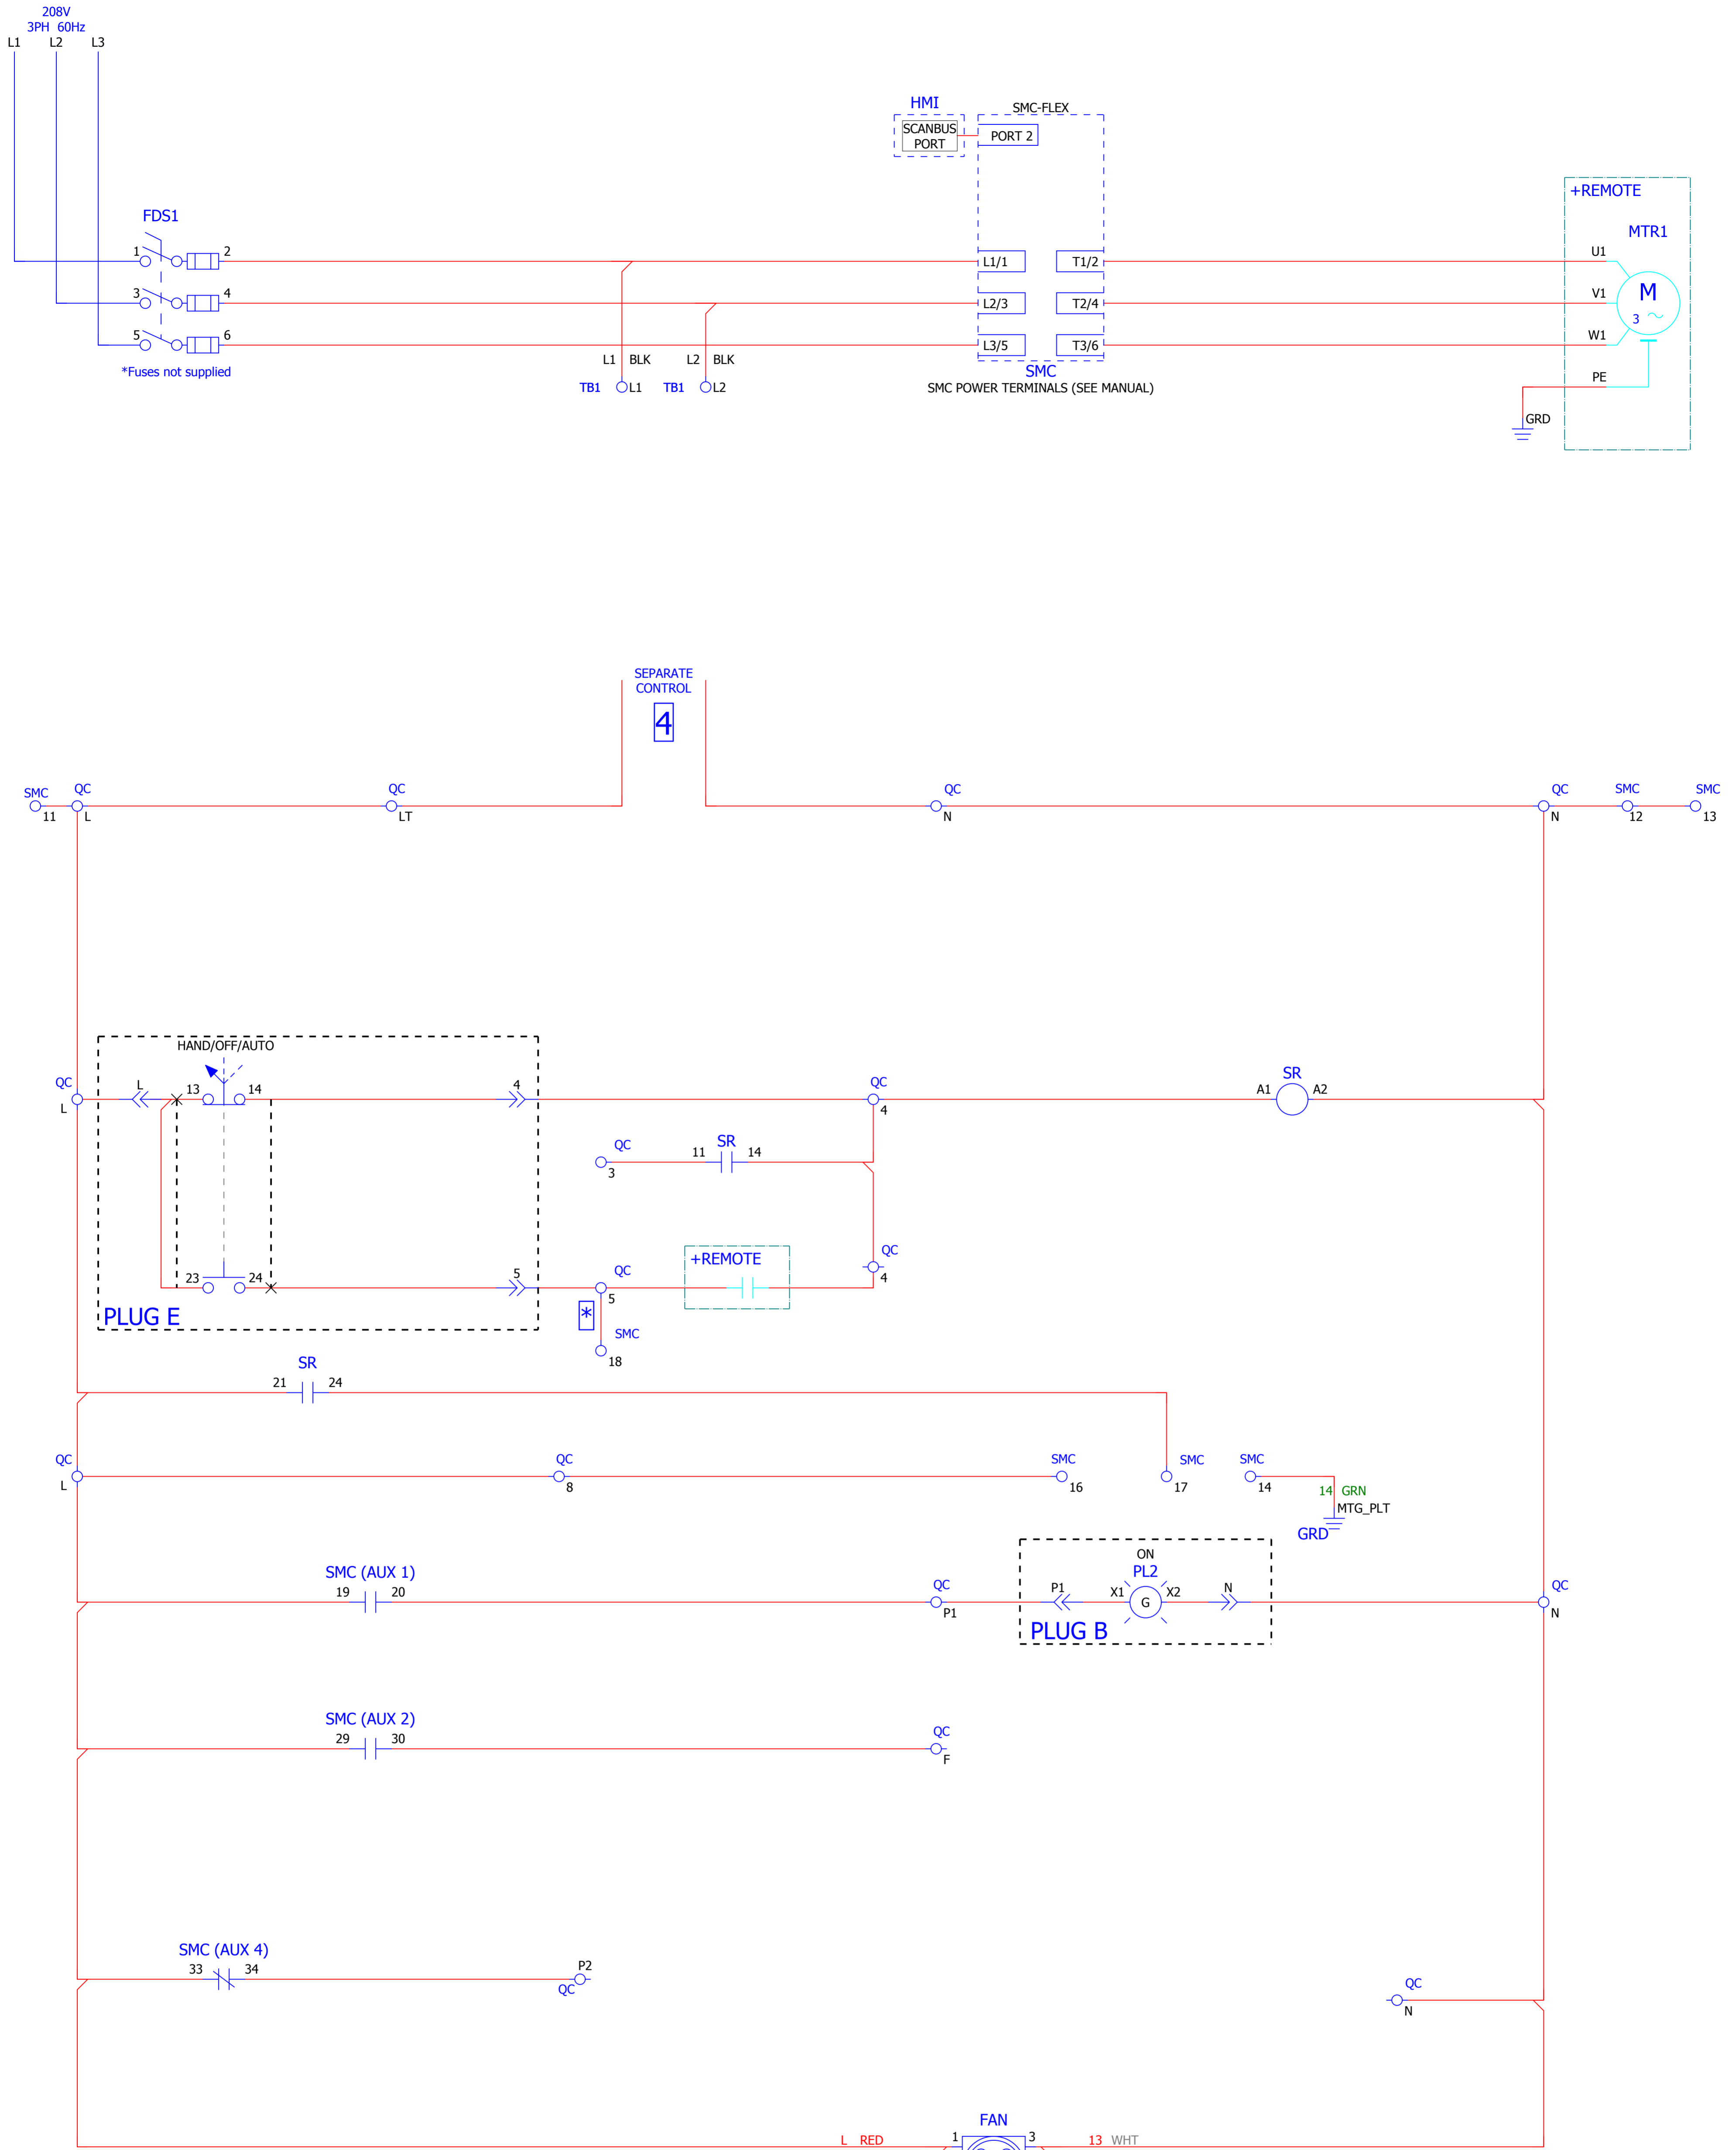 208V
3PH 60Hz
L1 L2 L3
HMI
SCANBUS
PORT
SMC-FLEX
PORT 2
+REMOTE
MTR1
FDS1
1 2
3 4
5 6
*Fuses not supplied
L1/1 T1/2
L2/3 T2/4
L3/5 T3/6
U1
V1
W1
PE
M
3
L1 BLK L2 BLK
TB1 L1 TB1 L2
SMC
SMC POWER TERMINALS (SEE MANUAL)
GRD
SEPARATE
CONTROL
4
SMC QC QC QC QC SMC SMC
11 L LT N N 12 13
HAND/OFF/AUTO
QC L 13 14 4 QC SR
L 4 A1 A2
QC SR
3 11 14
QC
4
+REMOTE
23 24 5 QC
5
*
PLUG E
SMC
18
SR
21 24
QC QC SMC SMC SMC
L 8 16 17 14
14 GRN
MTG_PLT
GRD
SMC (AUX 1)
19 20
QC
P1
ON
PL2
P1 X1 G X2 N
PLUG B
QC
N
SMC (AUX 2)
29 30
QC
F
SMC (AUX 4)
33 34
P2
QC
QC
N
FAN
L RED 1 3 13 WHT